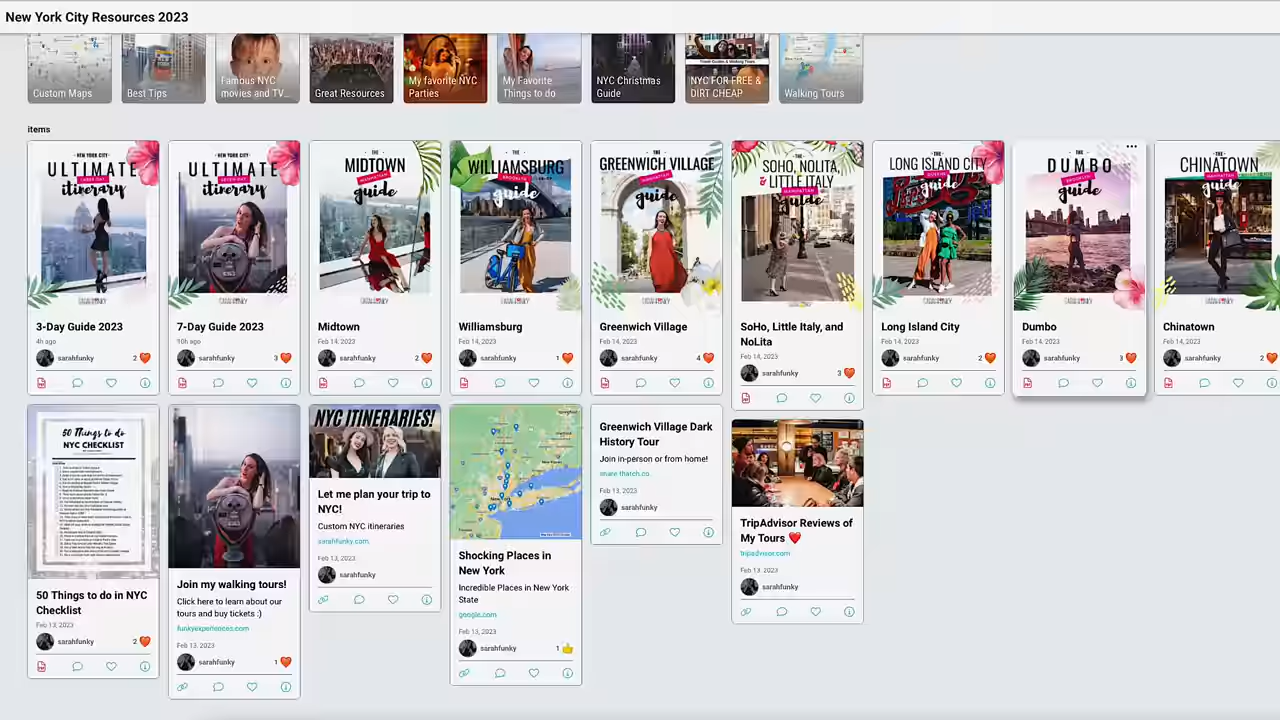 New York City Resources 2023
Custom Maps
Best Tips
Famous NYC
movies and TV...
Great Resources
My favorite NYC
Parties
My Favorite
Things to do
NYC Christmas
Guide
NYC FOR FREE &
DIRT CHEAP
Walking Tours
items
NEW YORK CITY
ULTIMATE
itinerary
3-Day Guide 2023
4h ago
sarahfunky
2
NEW YORK CITY
ULTIMATE
itinerary
7-Day Guide 2023
10h ago
sarahfunky
3
THE
MIDTOWN
MANHATTAN
guide
Midtown
Feb 14, 2023
sarahfunky
2
THE
WILLIAMSBURG
BROOKLYN
guide
Williamsburg
Feb 14, 2023
sarahfunky
1
THE
GREENWICH VILLAGE
MANHATTAN
guide
Greenwich Village
Feb 14, 2023
sarahfunky
4
THE
SOHO, NOLITA,
& LITTLE ITALY
MANHATTAN
guide
SoHo, Little Italy, and
NoLita
Feb 14, 2023
sarahfunky
3
THE
LONG ISLAND CITY
QUEENS
guide
Long Island City
Feb 14, 2023
sarahfunky
2
THE
DUMBO
BROOKLYN
guide
Dumbo
Feb 14, 2023
sarahfunky
3
THE
CHINATOWN
MANHATTAN
guide
Chinatown
Feb 14, 2023
sarahfunky
2
50 Things to do
NYC CHECKLIST
50 Things to do in NYC
Checklist
Feb 13, 2023
sarahfunky
2
Join my walking tours!
Click here to learn about our
tours and buy tickets :)
funkyexperiences.com
Feb 13, 2023
sarahfunky
1
NYC ITINERARIES!
Let me plan your trip to
NYC!
Custom NYC itineraries
sarahfunky.com
Feb 13, 2023
sarahfunky
Shocking Places in
New York
Incredible Places in New York
State
google.com
Feb 13, 2023
sarahfunky
1
Greenwich Village Dark
History Tour
Join in-person or from home!
share.thatch.co...
Feb 13, 2023
sarahfunky
TripAdvisor Reviews of
My Tours ❤️
tripadvisor.com
Feb 13, 2023
sarahfunky